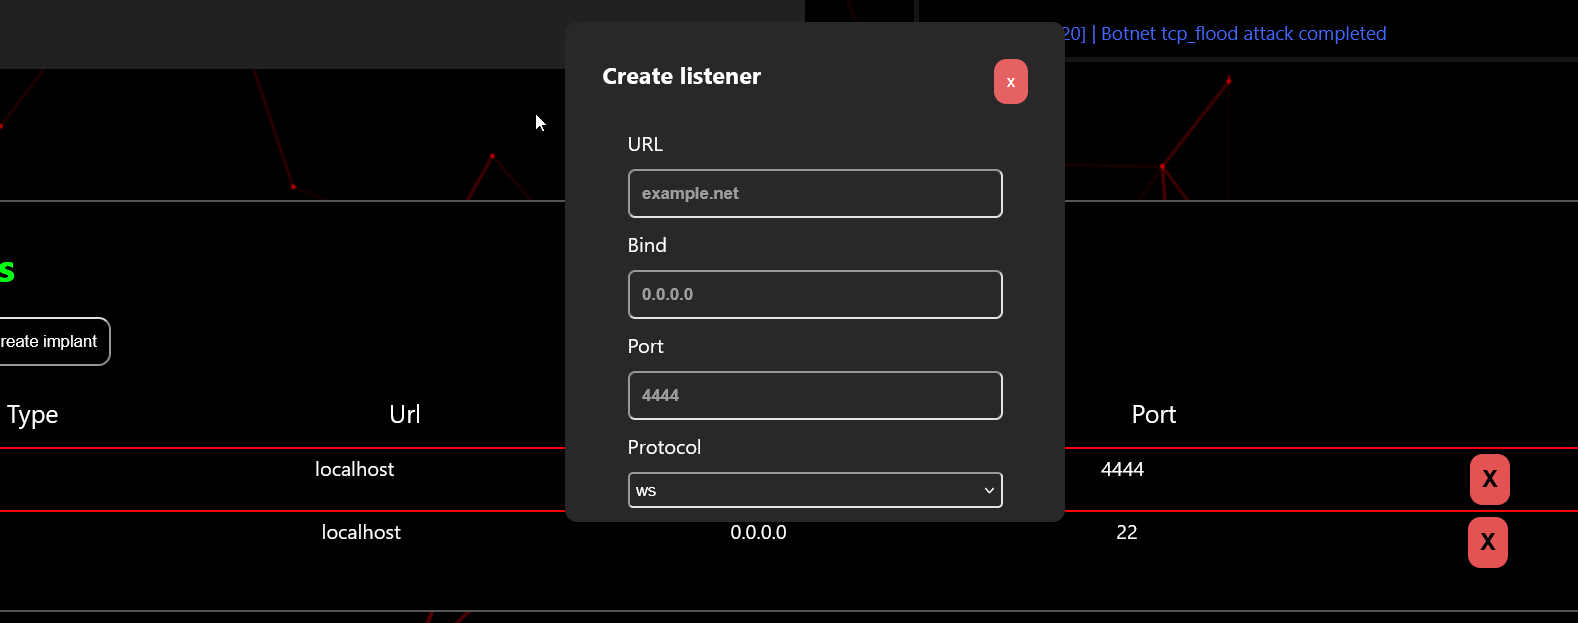 20] | Botnet tcp_flood attack completed
Create listener
x
URL
example.net
Bind
0.0.0.0
s
Port
reate implant
4444
Type
Url
Port
Protocol
localhost
4444
X
ws
localhost
0.0.0.0
22
X